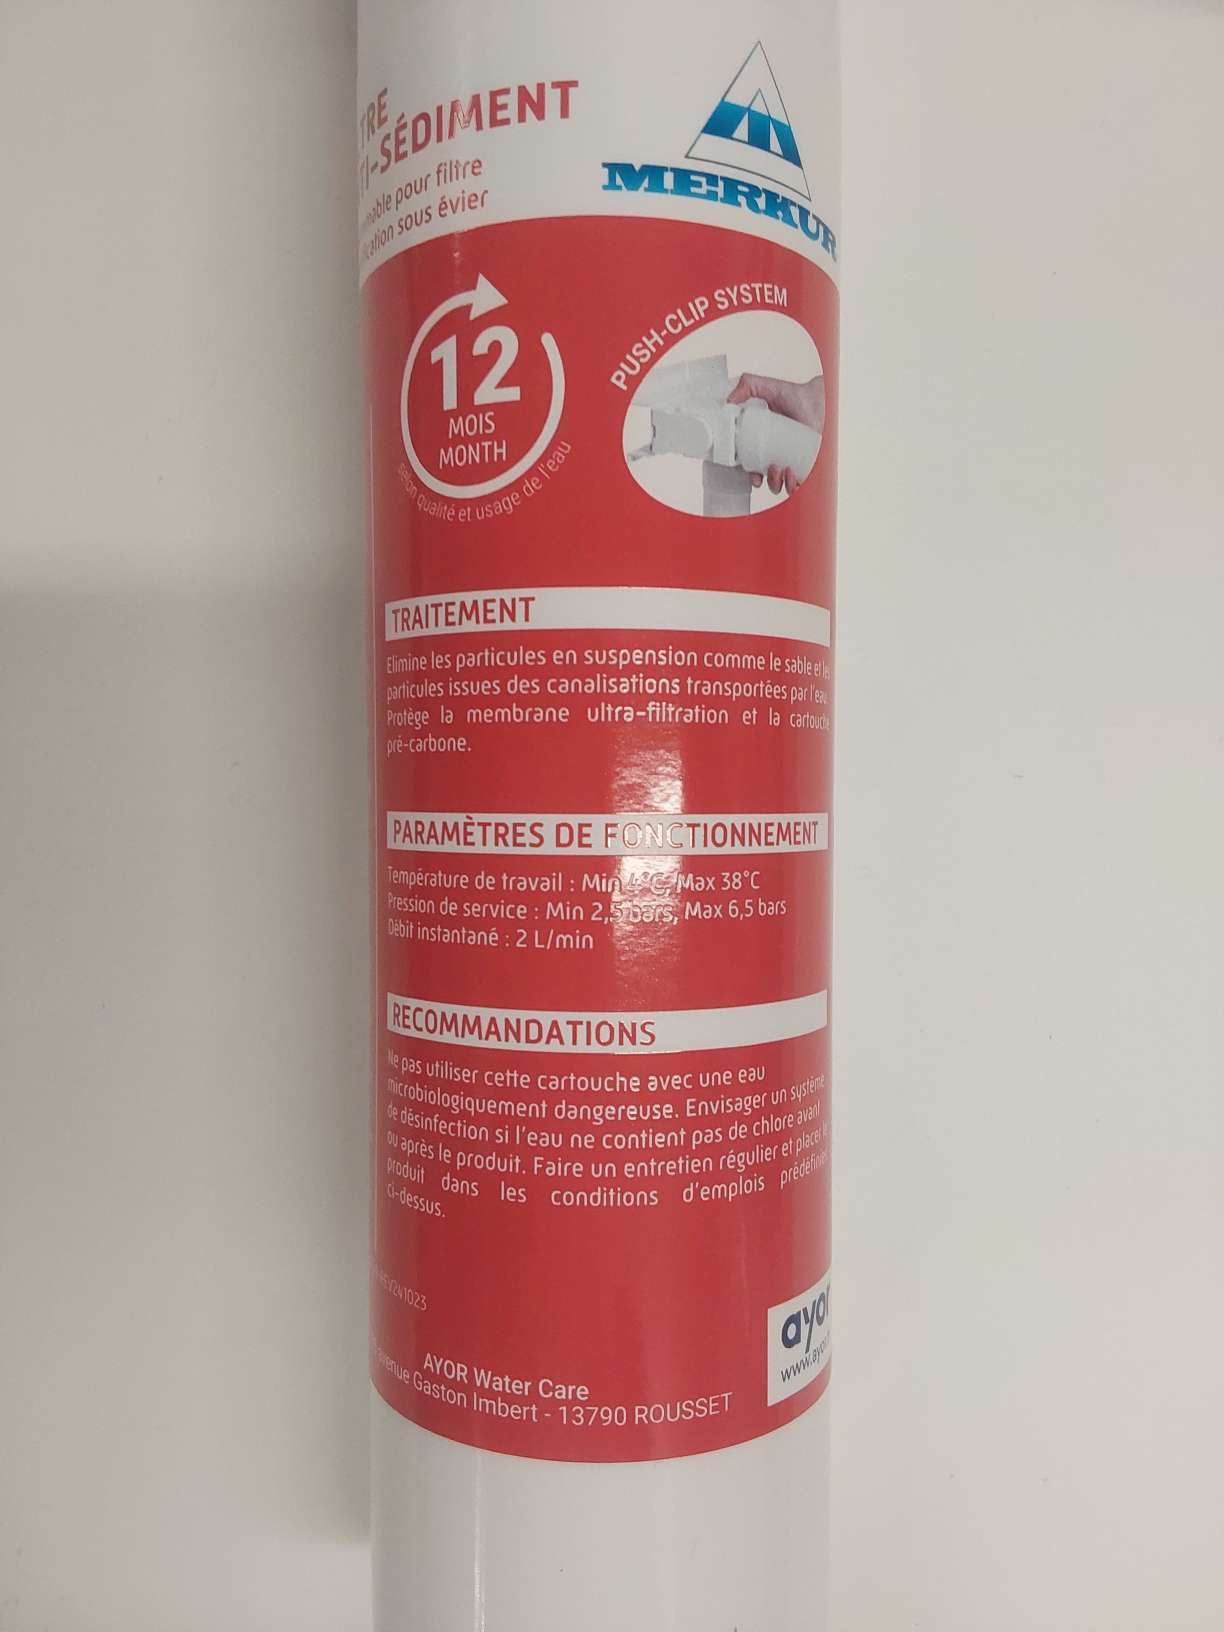 TRE
TI-SÉDIMENT
mable pour filtre
ication sous évier
MERKUR
12
MOIS
MONTH
selon qualité et usage de l'eau
PUSH-CLIP SYSTEM
TRAITEMENT
Elimine les particules en suspension comme le sable et les
particules issues des canalisations transportées par l'eau.
Protège la membrane ultra-filtration et la cartouche
pré-carbone.
PARAMÈTRES DE FONCTIONNEMENT
Température de travail : Min 4°C, Max 38°C
Pression de service : Min 2,5 bars, Max 6,5 bars
Débit instantané : 2 L/min
RECOMMANDATIONS
Ne pas utiliser cette cartouche avec une eau
microbiologiquement dangereuse. Envisager un système
de désinfection si l'eau ne contient pas de chlore avant
ou après le produit. Faire un entretien régulier et placer le
produit dans les conditions d'emplois prédéfinies
ci-dessus.
REV241023
ayor
www.ayor
AYOR Water Care
avenue Gaston Imbert - 13790 ROUSSET